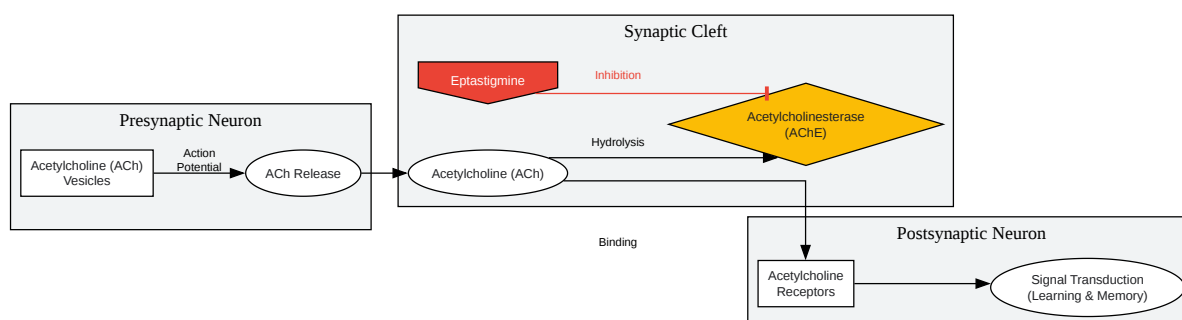 Synaptic Cleft
Eptastigmine
Inhibition
Acetylcholinesterase
(AChE)
Presynaptic Neuron
Acetylcholine (ACh)
Vesicles
Action
Potential
ACh Release
Acetylcholine (ACh)
Hydrolysis
Binding
Postsynaptic Neuron
Acetylcholine
Receptors
Signal Transduction
(Learning & Memory)